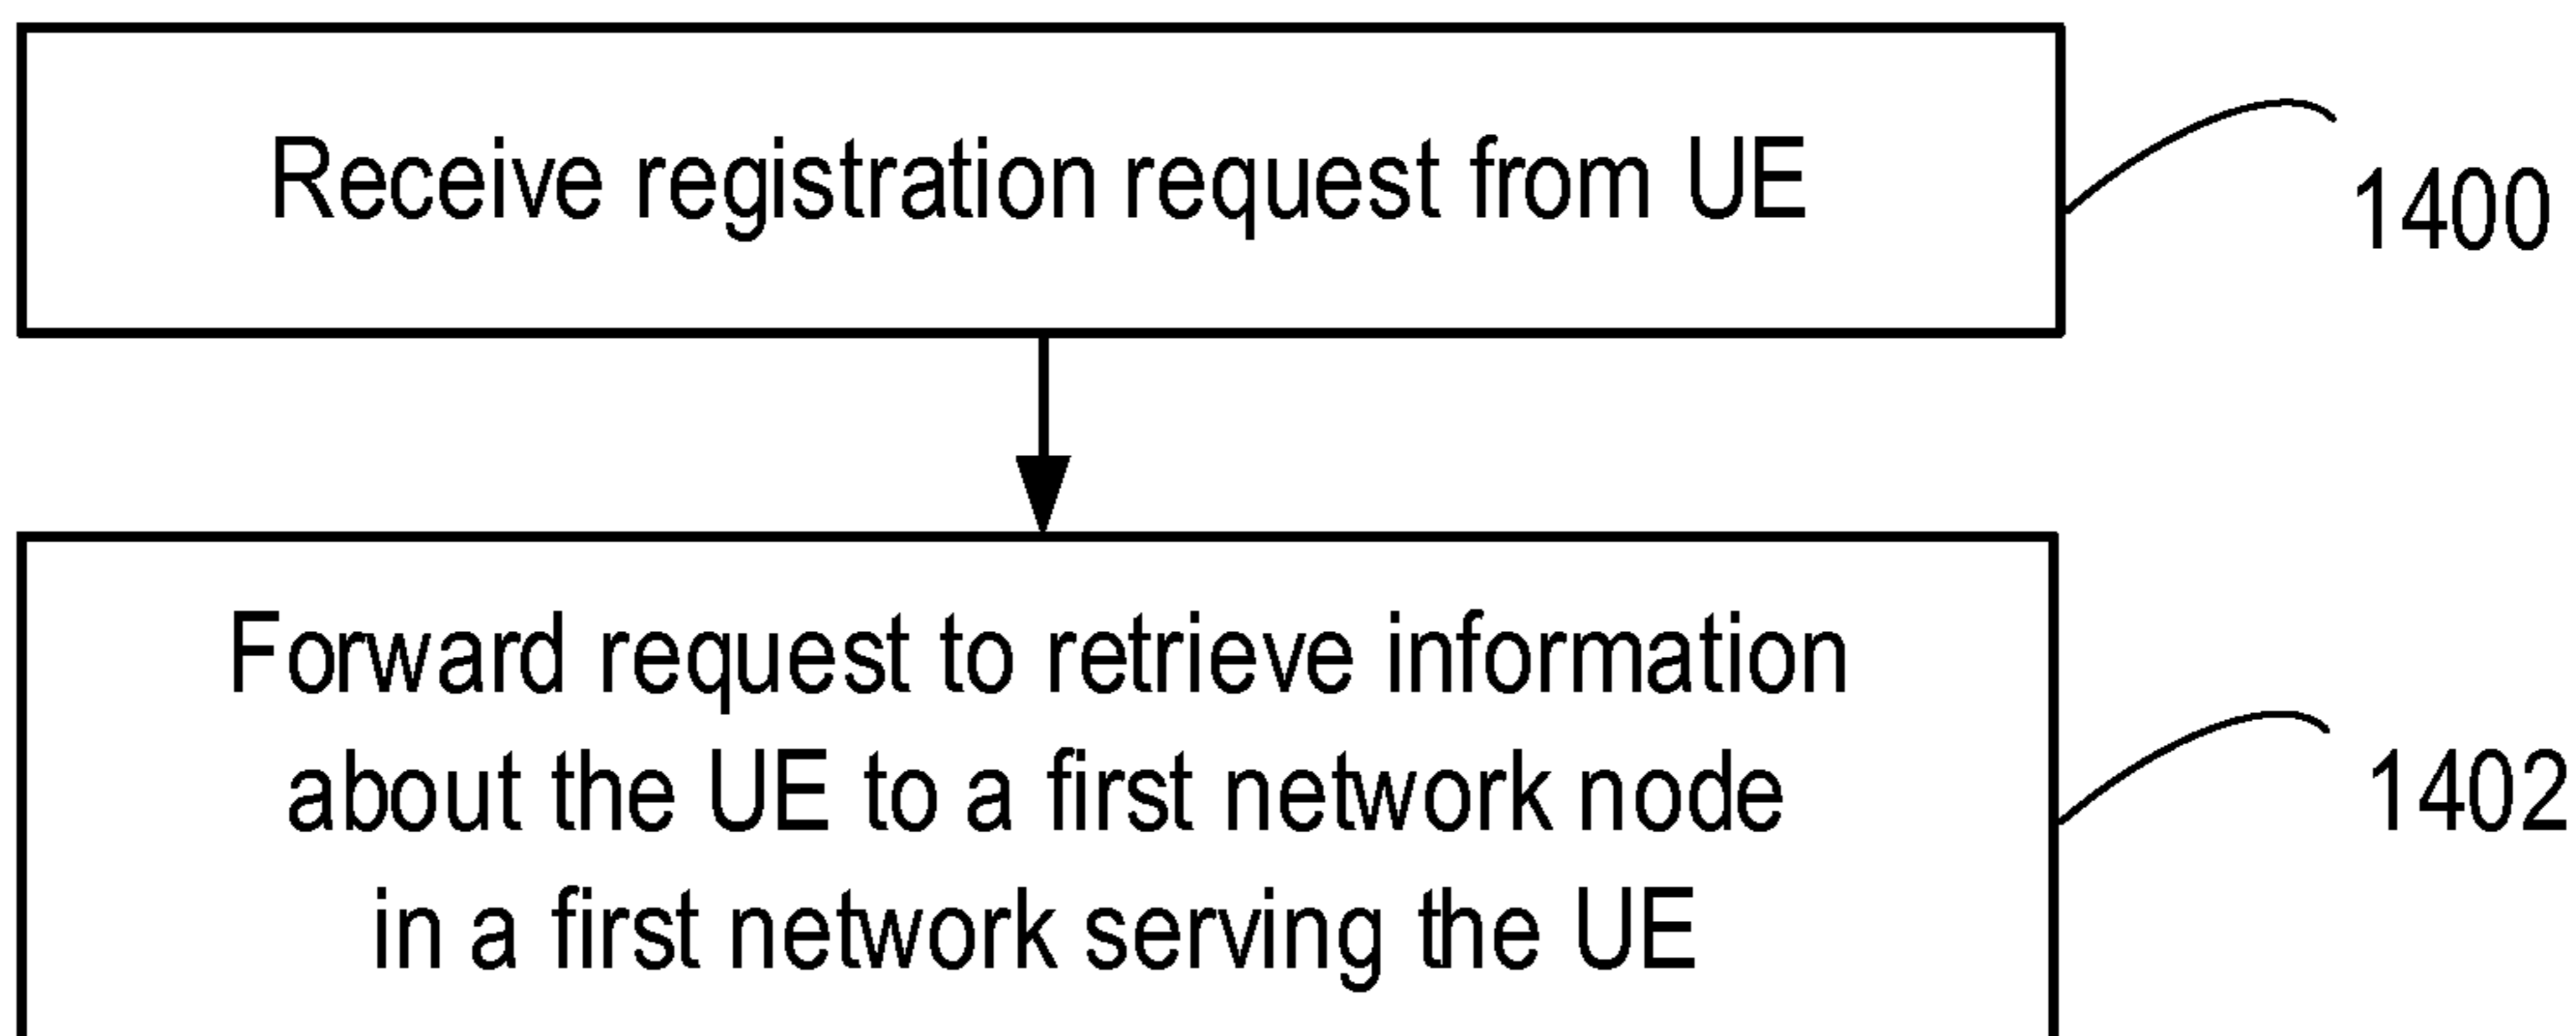 Receive registration request from UE
1400
Forward request to retrieve information
about the UE to a first network node
in a first network serving the UE
1402